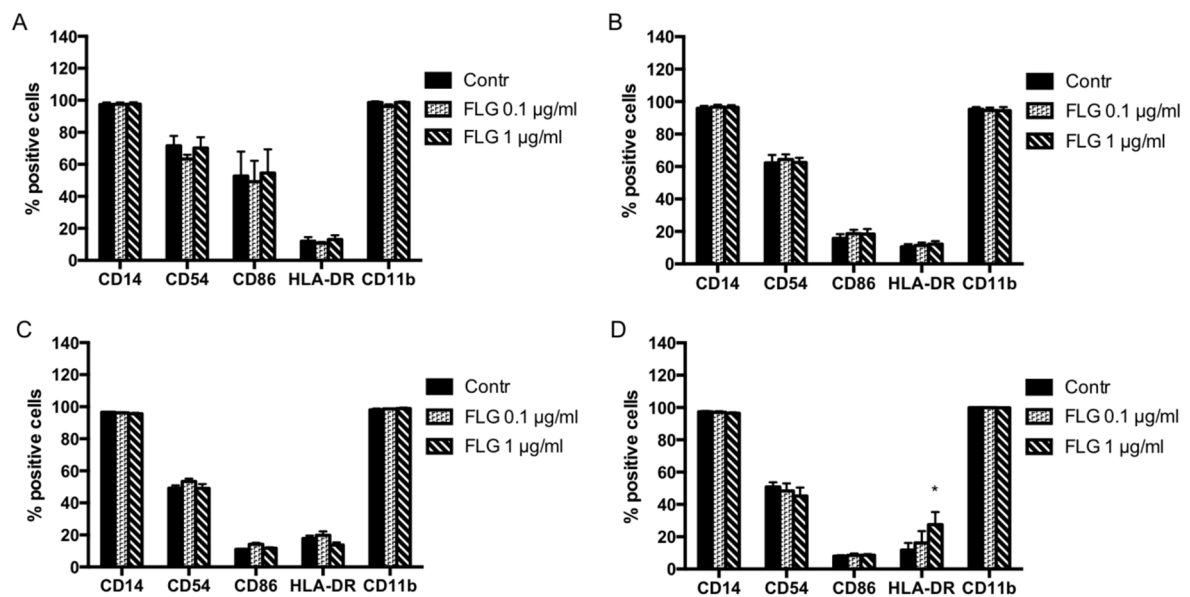 A
% positive cells
140
120
100
80
60
40
20
0
CD14 CD54 CD86 HLA-DR CD11b
Contr
FLG 0.1 µg/ml
FLG 1 µg/ml
B
% positive cells
140
120
100
80
60
40
20
0
CD14 CD54 CD86 HLA-DR CD11b
Contr
FLG 0.1 µg/ml
FLG 1 µg/ml
C
% positive cells
140
120
100
80
60
40
20
0
CD14 CD54 CD86 HLA-DR CD11b
Contr
FLG 0.1 µg/ml
FLG 1 µg/ml
D
% positive cells
140
120
100
80
60
40
20
0
*
CD14 CD54 CD86 HLA-DR CD11b
Contr
FLG 0.1 µg/ml
FLG 1 µg/ml